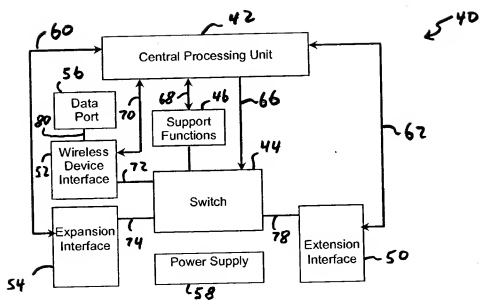 60
42
40
Central Processing Unit
56
Data
Port
70
68
46
66
80
Support
Functions
62
52
Wireless
Device
Interface
72
44
Switch
Expansion
Interface
74
78
Extension
Interface
54
Power Supply
50
58